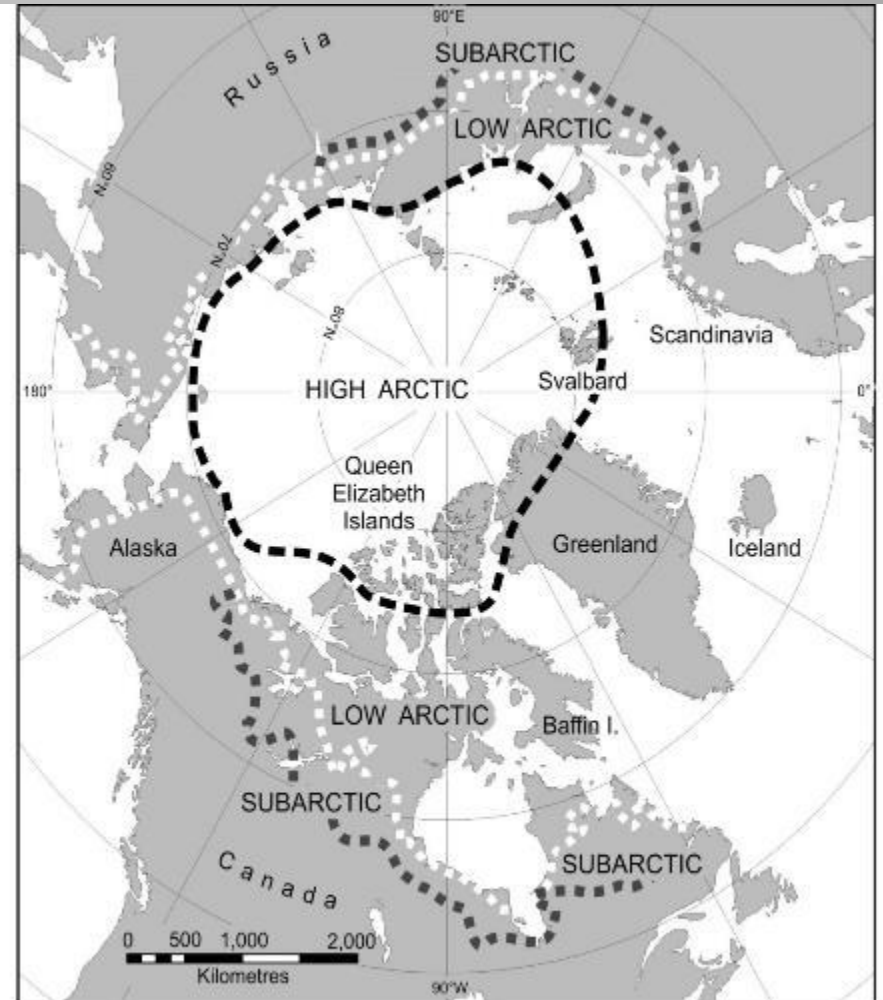 90°E
Russia
SUBARCTIC
LOW ARCTIC
60°N
70°N
80°N
Scandinavia
Svalbard
180°
HIGH ARCTIC
0°
Queen
Elizabeth
Islands
Alaska
Greenland
Iceland
LOW ARCTIC
Baffin I.
SUBARCTIC
SUBARCTIC
Canada
0 500 1,000 2,000
Kilometres
90°W